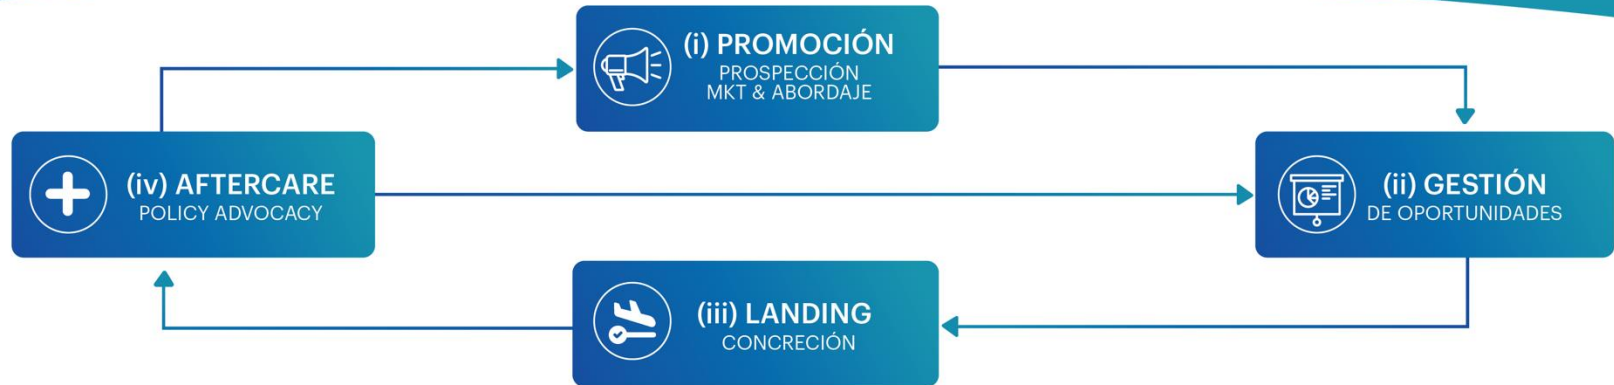 (i) PROMOCIÓN
PROSPECCIÓN
MKT & ABORDAJE
(iv) AFTERCARE
POLICY ADVOCACY
(ii) GESTIÓN
DE OPORTUNIDADES
(iii) LANDING
CONCRECIÓN